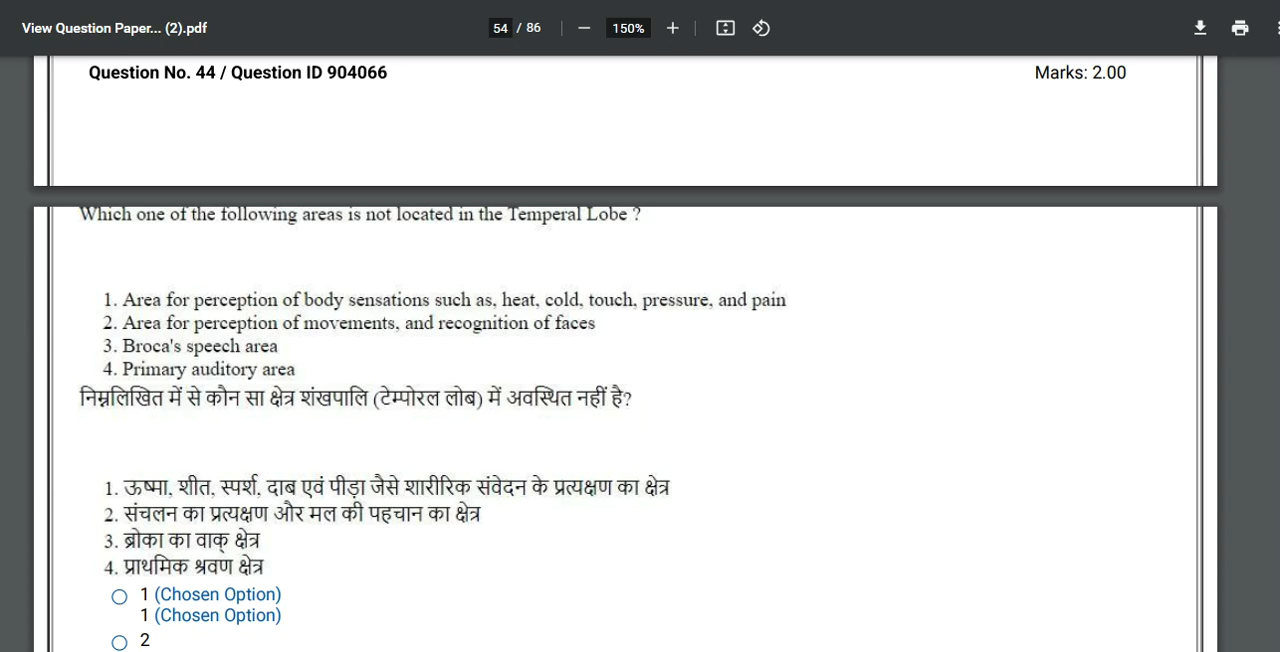 View Question Paper... (2).pdf
54 / 86
150%
Question No. 44 / Question ID 904066
Marks: 2.00
Which one of the following areas is not located in the Temperal Lobe ?
1. Area for perception of body sensations such as, heat, cold, touch, pressure, and pain
2. Area for perception of movements, and recognition of faces
3. Broca's speech area
4. Primary auditory area
निम्नलिखित में से कौन सा क्षेत्र शंखपालि (टेम्पोरल लोब) में अवस्थित नहीं है?
1. ऊष्मा, शीत, स्पर्श, दाब एवं पीड़ा जैसे शारीरिक संवेदन के प्रत्यक्षण का क्षेत्र
2. संचलन का प्रत्यक्षण और मल की पहचान का क्षेत्र
3. ब्रोका का वाक् क्षेत्र
4. प्राथमिक श्रवण क्षेत्र
1 (Chosen Option)
1 (Chosen Option)
2